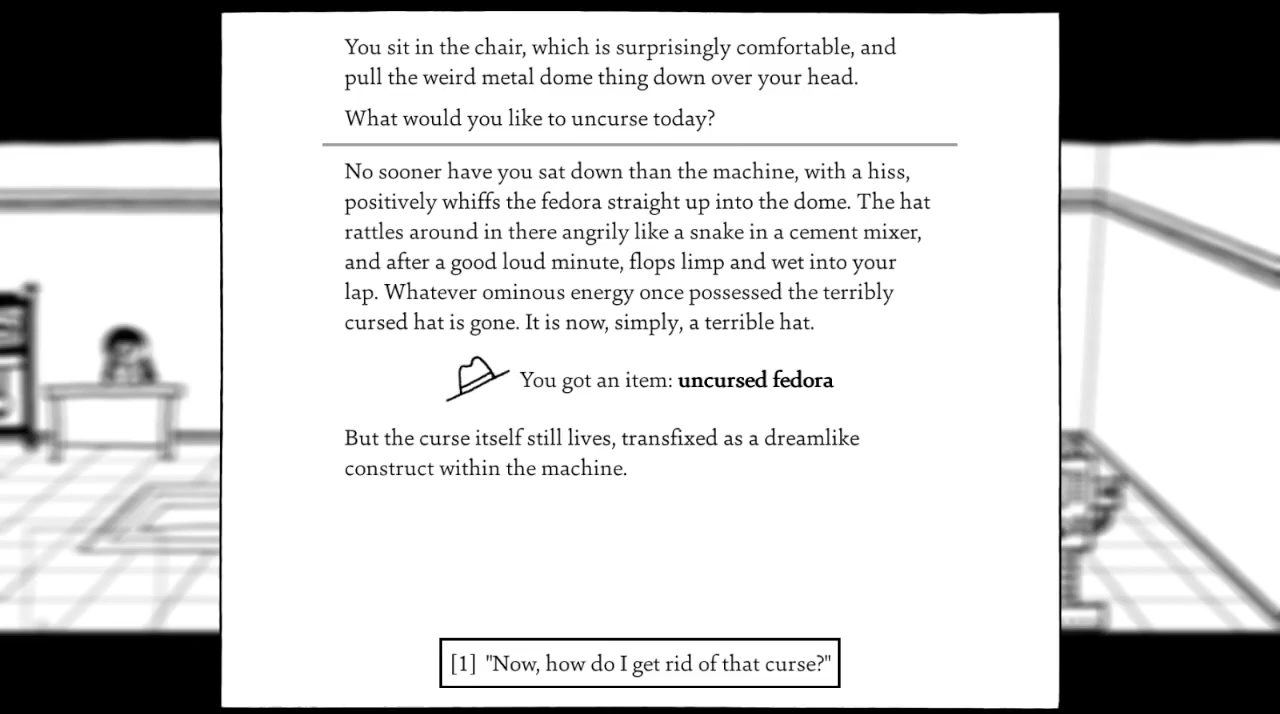 You sit in the chair, which is surprisingly comfortable, and
pull the weird metal dome thing down over your head.
What would you like to uncurse today?
No sooner have you sat down than the machine, with a hiss,
positively whiffs the fedora straight up into the dome. The hat
rattles around in there angrily like a snake in a cement mixer,
and after a good loud minute, flops limp and wet into your
lap. Whatever ominous energy once possessed the terribly
cursed hat is gone. It is now, simply, a terrible hat.
You got an item: uncursed fedora
But the curse itself still lives, transfixed as a dreamlike
construct within the machine.
[1] "Now, how do I get rid of that curse?"